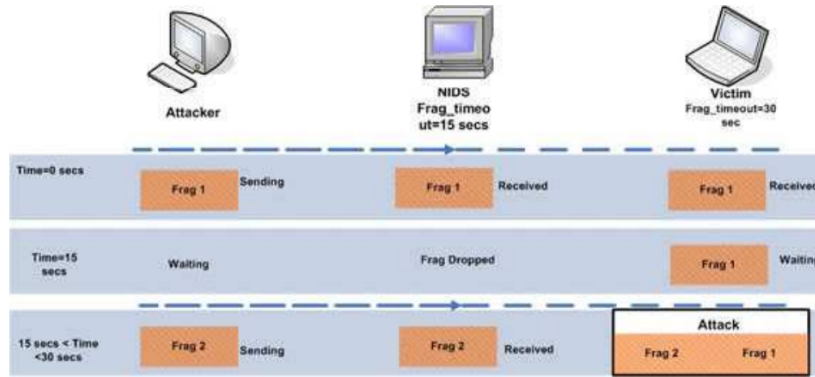 Attacker
NIDS
Frag_timeo
ut=15 secs
Victim
Frag_timeout=30
sec
Time=0 secs
Frag 1
Sending
Frag 1
Received
Frag 1
Received
Time=15
secs
Waiting
Frag Dropped
Frag 1
Waiting
15 secs < Time
<30 secs
Frag 2
Sending
Frag 2
Received
Attack
Frag 2
Frag 1